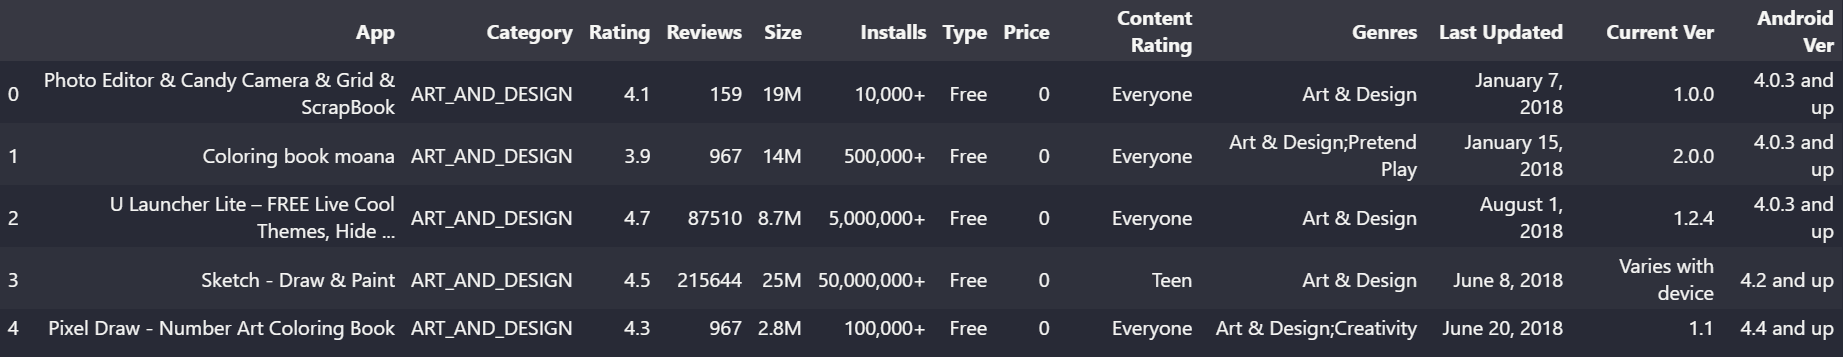 App Category Rating Reviews Size Installs Type Price Content Rating Genres Last Updated Current Ver Android Ver
0 Photo Editor & Candy Camera & Grid & ScrapBook ART_AND_DESIGN 4.1 159 19M 10,000+ Free 0 Everyone Art & Design January 7, 2018 1.0.0 4.0.3 and up
1 Coloring book moana ART_AND_DESIGN 3.9 967 14M 500,000+ Free 0 Everyone Art & Design;Pretend Play January 15, 2018 2.0.0 4.0.3 and up
2 U Launcher Lite – FREE Live Cool Themes, Hide ... ART_AND_DESIGN 4.7 87510 8.7M 5,000,000+ Free 0 Everyone Art & Design August 1, 2018 1.2.4 4.0.3 and up
3 Sketch - Draw & Paint ART_AND_DESIGN 4.5 215644 25M 50,000,000+ Free 0 Teen Art & Design June 8, 2018 Varies with device 4.2 and up
4 Pixel Draw - Number Art Coloring Book ART_AND_DESIGN 4.3 967 2.8M 100,000+ Free 0 Everyone Art & Design;Creativity June 20, 2018 1.1 4.4 and up